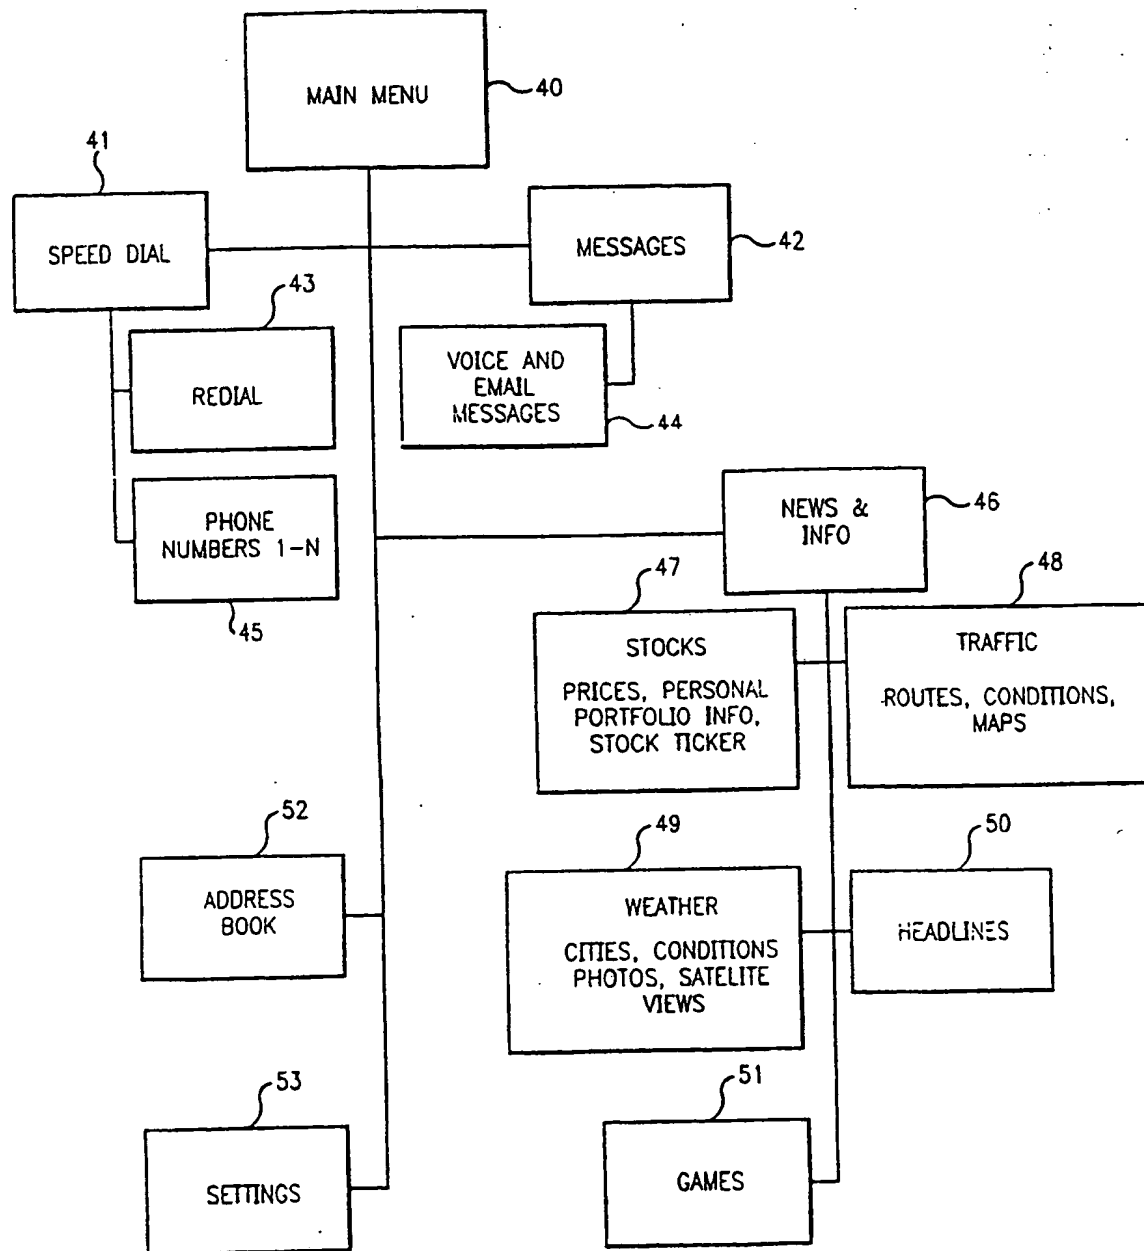 MAIN MENU
40
41
SPEED DIAL
MESSAGES
42
43
REDIAL
VOICE AND
EMAIL
MESSAGES
44
PHONE
NUMBERS 1-N
45
NEWS &
INFO
46
47
STOCKS
PRICES, PERSONAL
PORTFOLIO INFO,
STOCK TICKER
48
TRAFFIC
ROUTES, CONDITIONS,
MAPS
52
ADDRESS
BOOK
49
WEATHER
CITIES, CONDITIONS
PHOTOS, SATELITE
VIEWS
50
HEADLINES
53
SETTINGS
51
GAMES